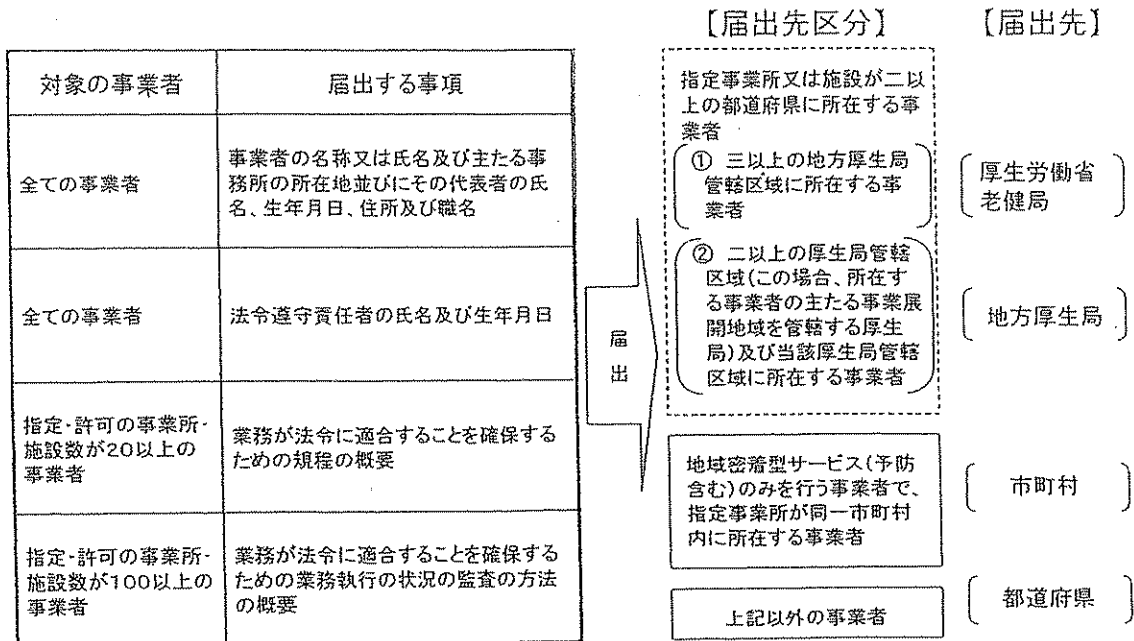 【届出先区分】
【届出先】
対象の事業者
届出する事項
全ての事業者
事業者の名称又は氏名及び主たる事
務所の所在地並びにその代表者の氏
名、生年月日、住所及び職名
全ての事業者
法令遵守責任者の氏名及び生年月日
指定・許可の事業所・
施設数が20以上の
事業者
業務が法令に適合することを確保する
ための規程の概要
指定・許可の事業所・
施設数が100以上の
事業者
業務が法令に適合することを確保する
ための業務執行の状況の監査の方法
の概要
届
出
指定事業所又は施設が二以
上の都道府県に所在する事
業者
① 三以上の地方厚生局
管轄区域に所在する事
業者
厚生労働省
老健局
② 二以上の厚生局管轄
区域(この場合、所在す
る事業者の主たる事業展
開地域を管轄する厚生
局)及び当該厚生局管轄
区域に所在する事業者
地方厚生局
地域密着型サービス(予防
含む)のみを行う事業者で、
指定事業所が同一市町村
内に所在する事業者
市町村
上記以外の事業者
都道府県